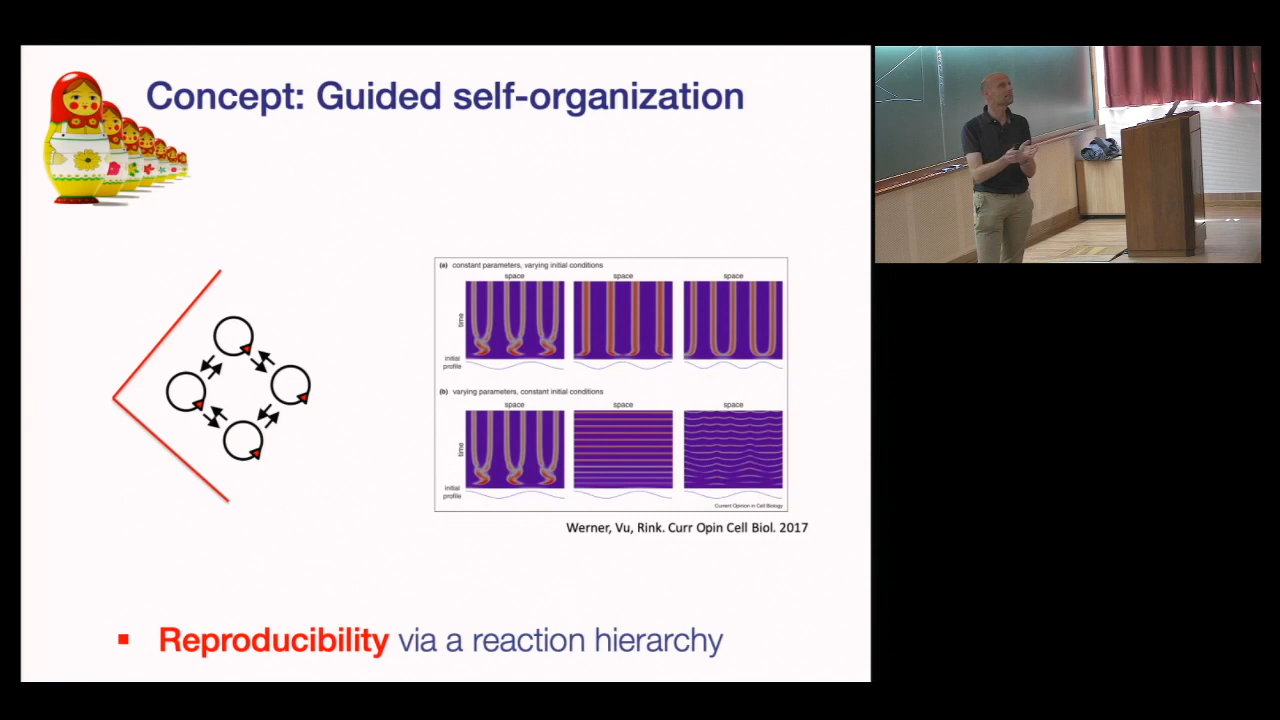 Concept: Guided self-organization
(a) constant parameters, varying initial conditions
space space space
time
initial
profile
(b) varying parameters, constant initial conditions
space space space
time
initial
profile
Current Opinion in Cell Biology
Werner, Vu, Rink. Curr Opin Cell Biol. 2017
▪ Reproducibility via a reaction hierarchy